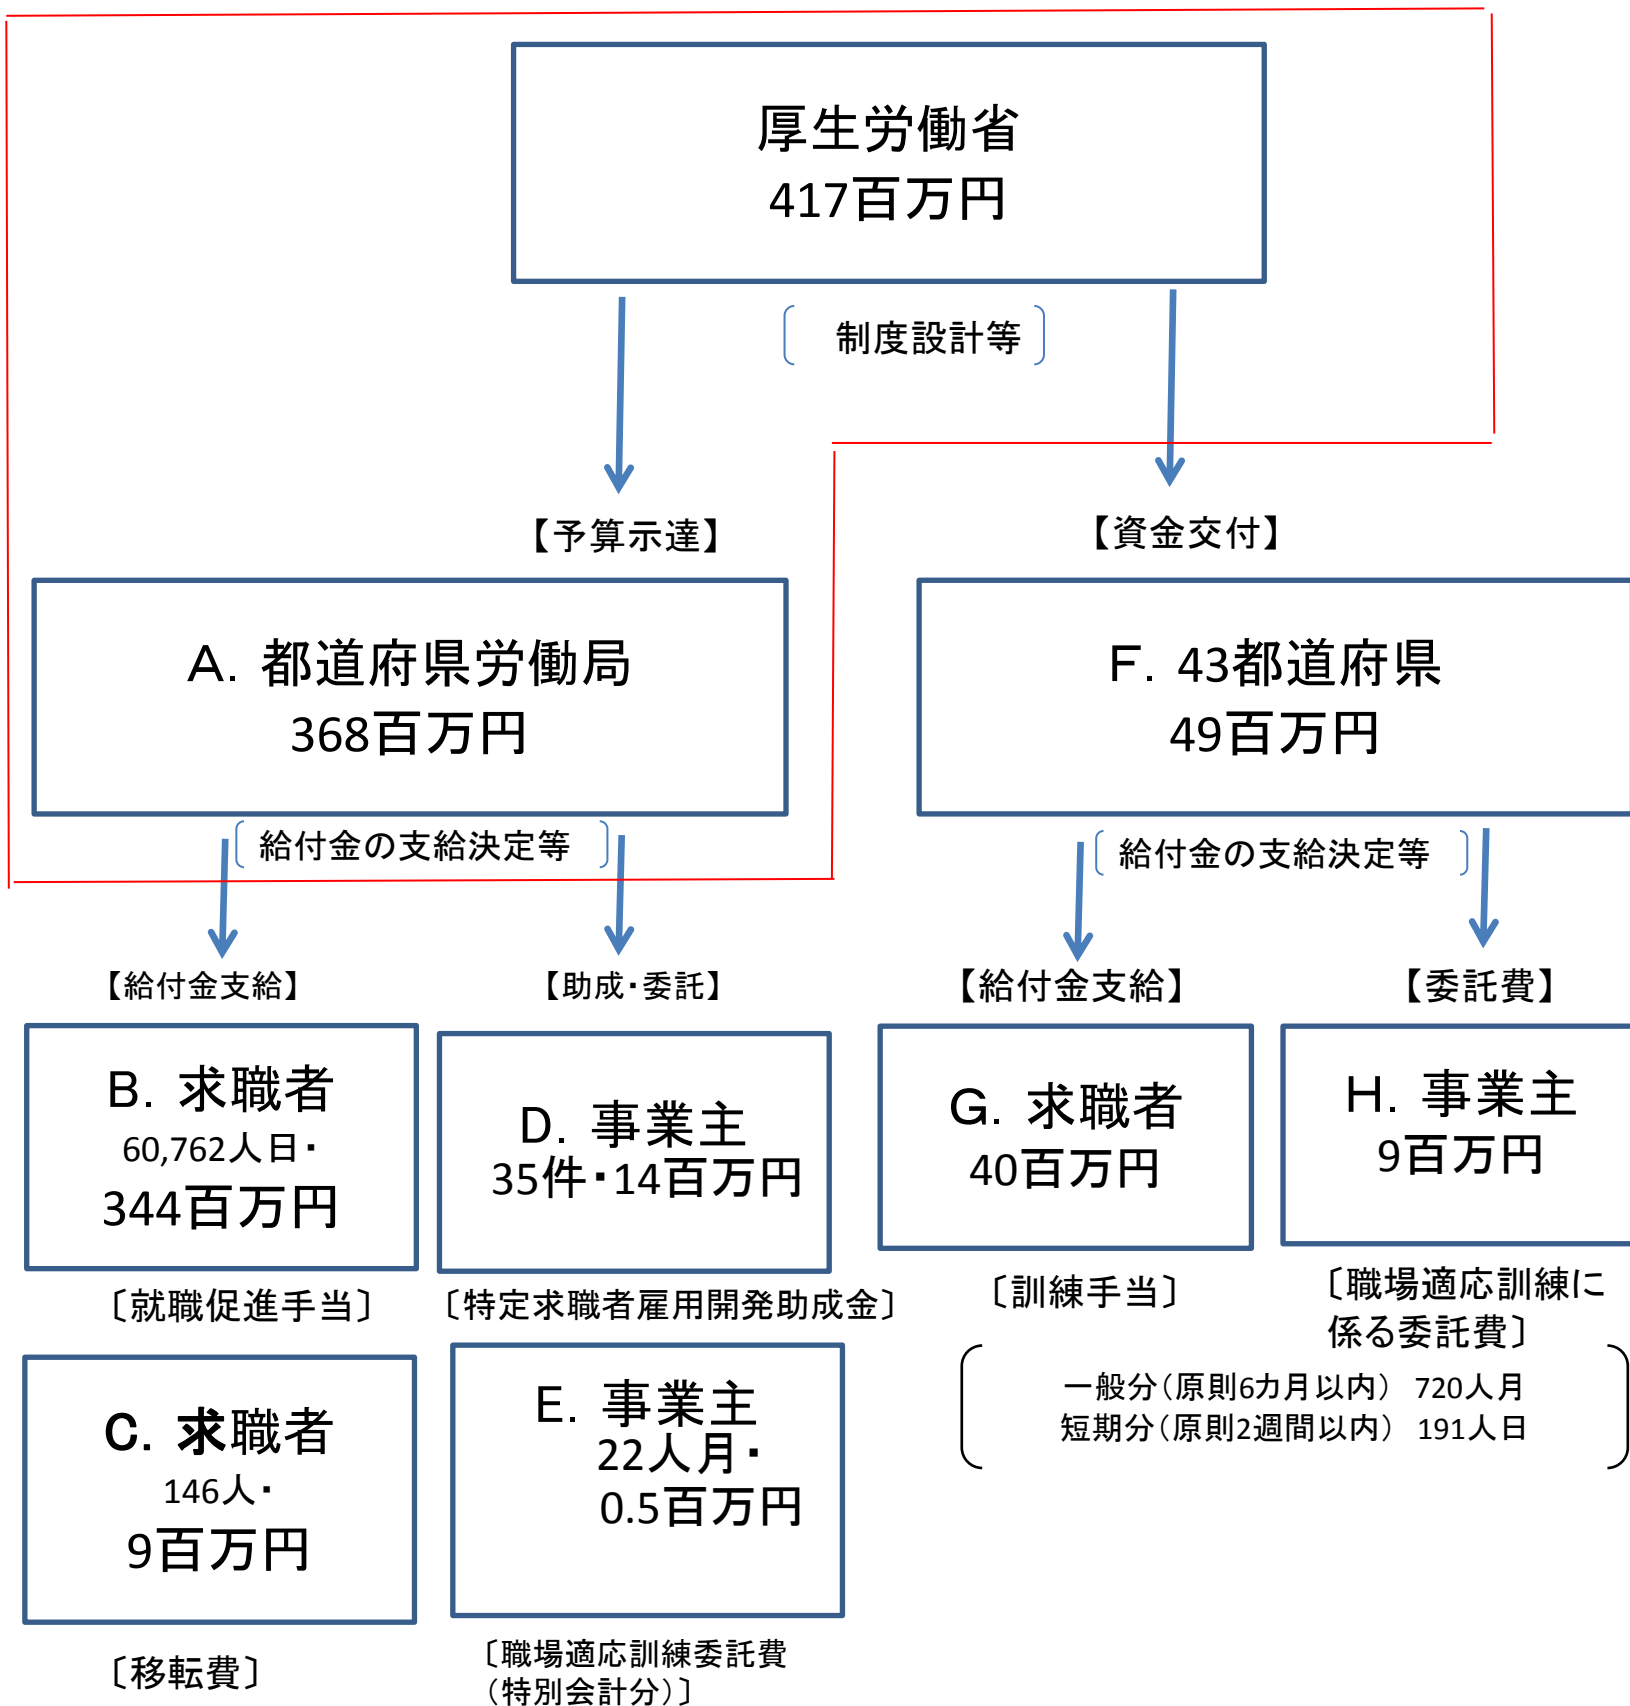 厚生労働省
417百万円
〔　制度設計等〕
【予算示達】
【資金交付】
A．都道府県労働局
368百万円
F．43都道府県
49百万円
〔給付金の支給決定等〕
〔給付金の支給決定等〕
【給付金支給】
【助成・委託】
【給付金支給】
【委託費】
B．求職者
60,762人日・
344百万円
D．事業主
35件・14百万円
G．求職者
40百万円
H．事業主
9百万円
〔就職促進手当〕
〔特定求職者雇用開発助成金〕
〔訓練手当〕
〔職場適応訓練に
係る委託費〕
一般分（原則6カ月以内） 720人月
短期分（原則2週間以内） 191人日
C．求職者
146人・
9百万円
E．事業主
22人月・
0.5百万円
〔移転費〕
〔職場適応訓練委託費
（特別会計分）〕